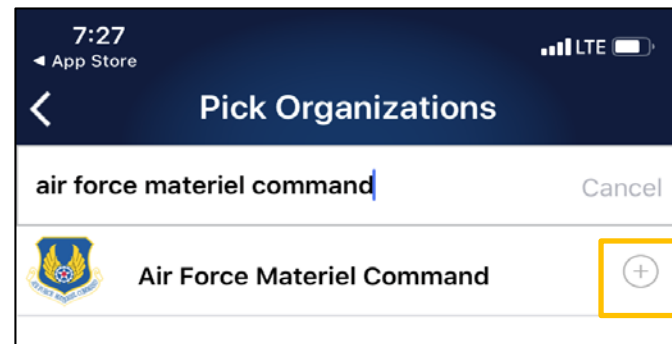 7:27
◄ App Store
LTE
Pick Organizations
air force materiel command
Cancel
Air Force Materiel Command